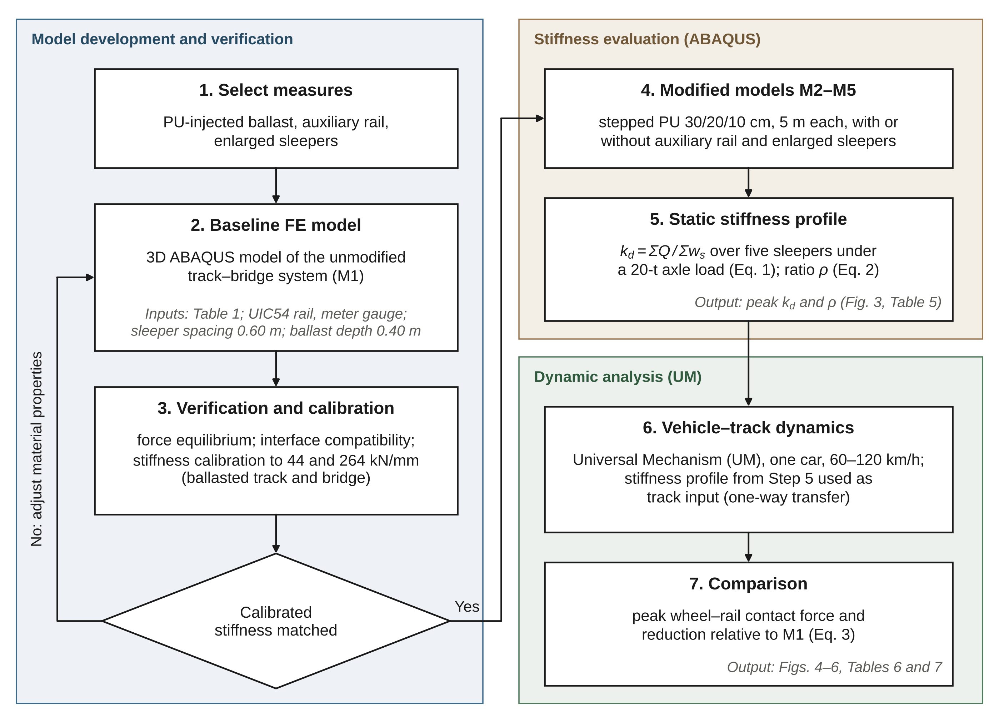 Model development and verification
1. Select measures
PU-injected ballast, auxiliary rail,
enlarged sleepers
2. Baseline FE model
3D ABAQUS model of the unmodified
track–bridge system (M1)
Inputs: Table 1; UIC54 rail, meter gauge;
sleeper spacing 0.60 m; ballast depth 0.40 m
3. Verification and calibration
force equilibrium; interface compatibility;
stiffness calibration to 44 and 264 kN/mm
(ballasted track and bridge)
No: adjust material properties
Calibrated
stiffness matched
Yes
Stiffness evaluation (ABAQUS)
4. Modified models M2–M5
stepped PU 30/20/10 cm, 5 m each, with or
without auxiliary rail and enlarged sleepers
5. Static stiffness profile
k_d = ΣQ / Σw_s over five sleepers under
a 20-t axle load (Eq. 1); ratio ρ (Eq. 2)
Output: peak k_d and ρ (Fig. 3, Table 5)
Dynamic analysis (UM)
6. Vehicle–track dynamics
Universal Mechanism (UM), one car, 60–120 km/h;
stiffness profile from Step 5 used as
track input (one-way transfer)
7. Comparison
peak wheel–rail contact force and
reduction relative to M1 (Eq. 3)
Output: Figs. 4–6, Tables 6 and 7